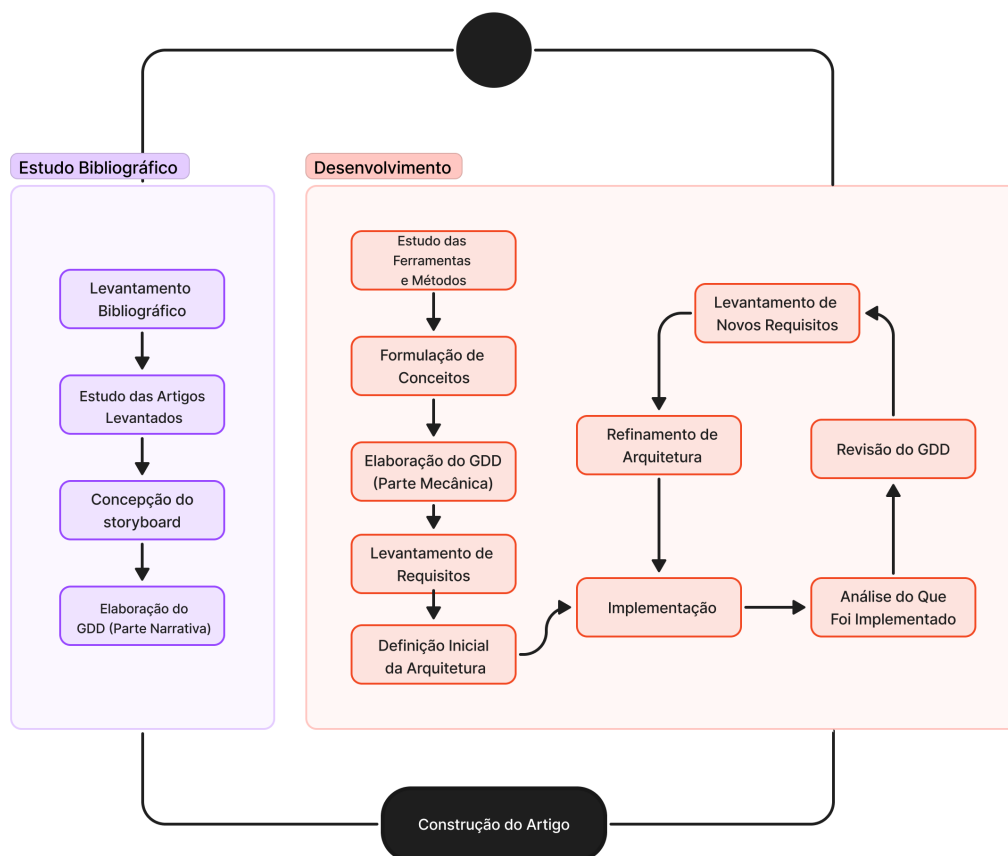 Estudo Bibliográfico
Levantamento
Bibliográfico
Estudo das Artigos
Levantados
Concepção do
storyboard
Elaboração do
GDD (Parte Narrativa)
Desenvolvimento
Estudo das
Ferramentas
e Métodos
Formulação de
Conceitos
Elaboração do GDD
(Parte Mecânica)
Levantamento de
Requisitos
Definição Inicial
da Arquitetura
Implementação
Análise do Que
Foi Implementado
Revisão do GDD
Levantamento de
Novos Requisitos
Refinamento de
Arquitetura
Construção do Artigo